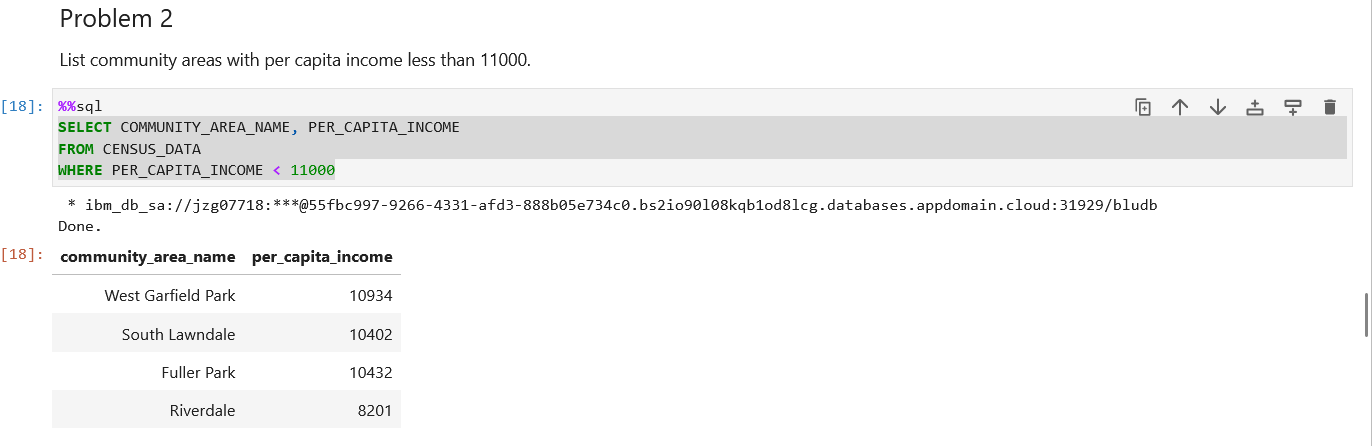 Problem 2
List community areas with per capita income less than 11000.
[18]: %%sql
SELECT COMMUNITY_AREA_NAME, PER_CAPITA_INCOME
FROM CENSUS_DATA
WHERE PER_CAPITA_INCOME < 11000
* ibm_db_sa://jzg07718:***@55fbc997-9266-4331-afd3-888b05e734c0.bs2io90l08kqb1od8lcg.databases.appdomain.cloud:31929/bludb
Done.
[18]: community_area_name per_capita_income
West Garfield Park 10934
South Lawndale 10402
Fuller Park 10432
Riverdale 8201